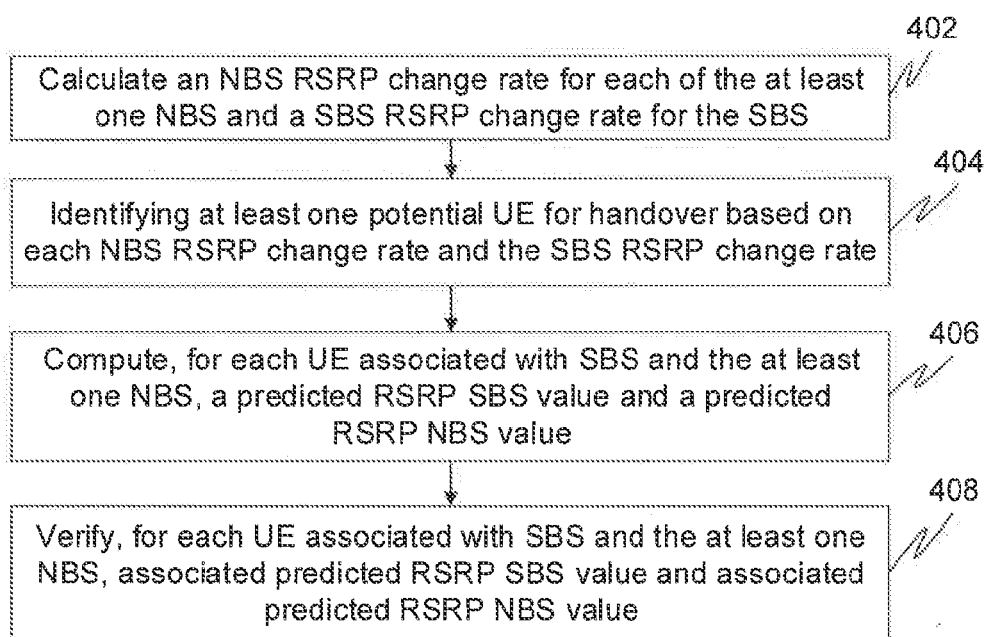 402
Calculate an NBS RSRP change rate for each of the at least
one NBS and a SBS RSRP change rate for the SBS
404
Identifying at least one potential UE for handover based on
each NBS RSRP change rate and the SBS RSRP change rate
406
Compute, for each UE associated with SBS and the at least
one NBS, a predicted RSRP SBS value and a predicted
RSRP NBS value
408
Verify, for each UE associated with SBS and the at least one
NBS, associated predicted RSRP SBS value and associated
predicted RSRP NBS value